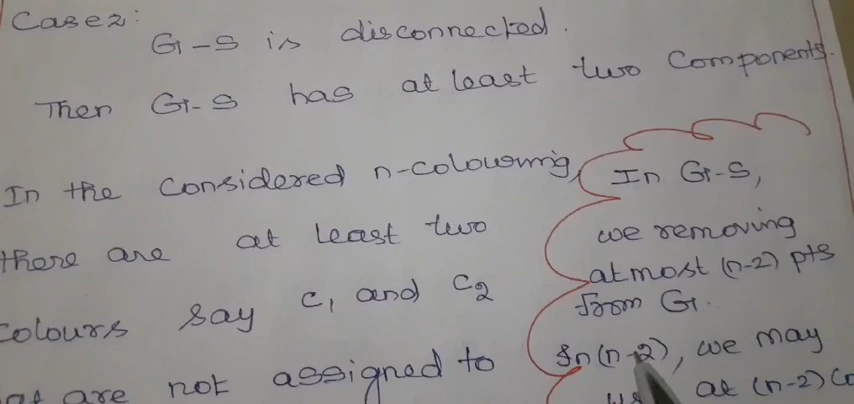 Case2:
G-S is disconnected.
Then G-S has at least two components.
In the considered n-colouring,
there are at least two
colours say c₁ and c₂
are not assigned to
In G-S,
we removing
atmost (n-2) pts
from G.
In (n-2), we may
at (n-2)